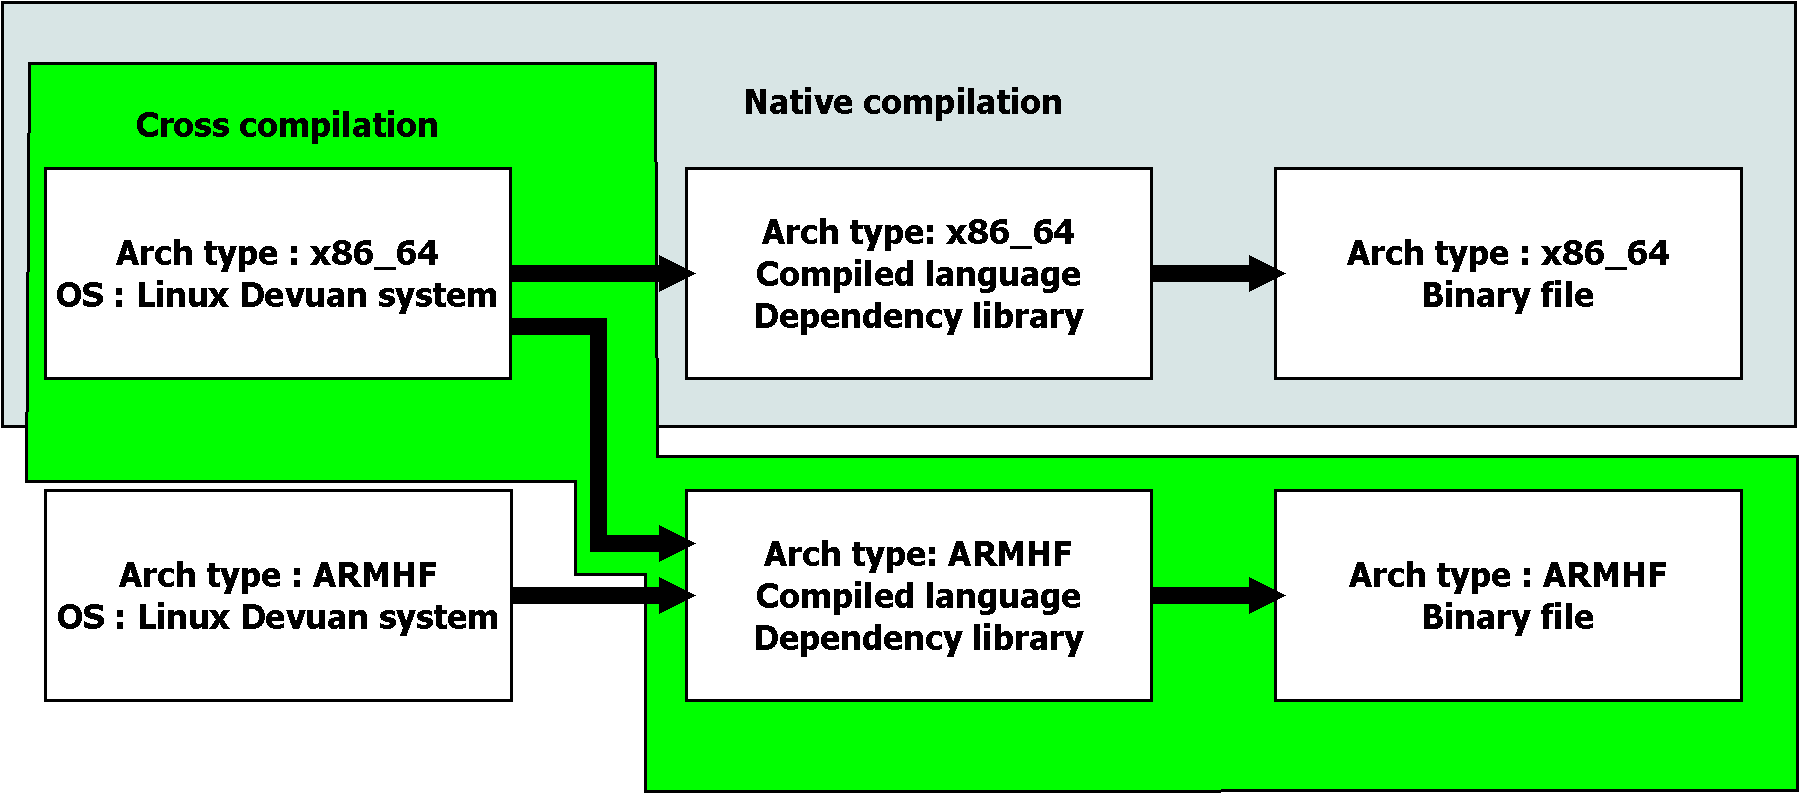 Native compilation
Cross compilation
Arch type : x86_64
OS : Linux Devuan system
Arch type: x86_64
Compiled language
Dependency library
Arch type : x86_64
Binary file
Arch type : ARMHF
OS : Linux Devuan system
Arch type: ARMHF
Compiled language
Dependency library
Arch type : ARMHF
Binary file